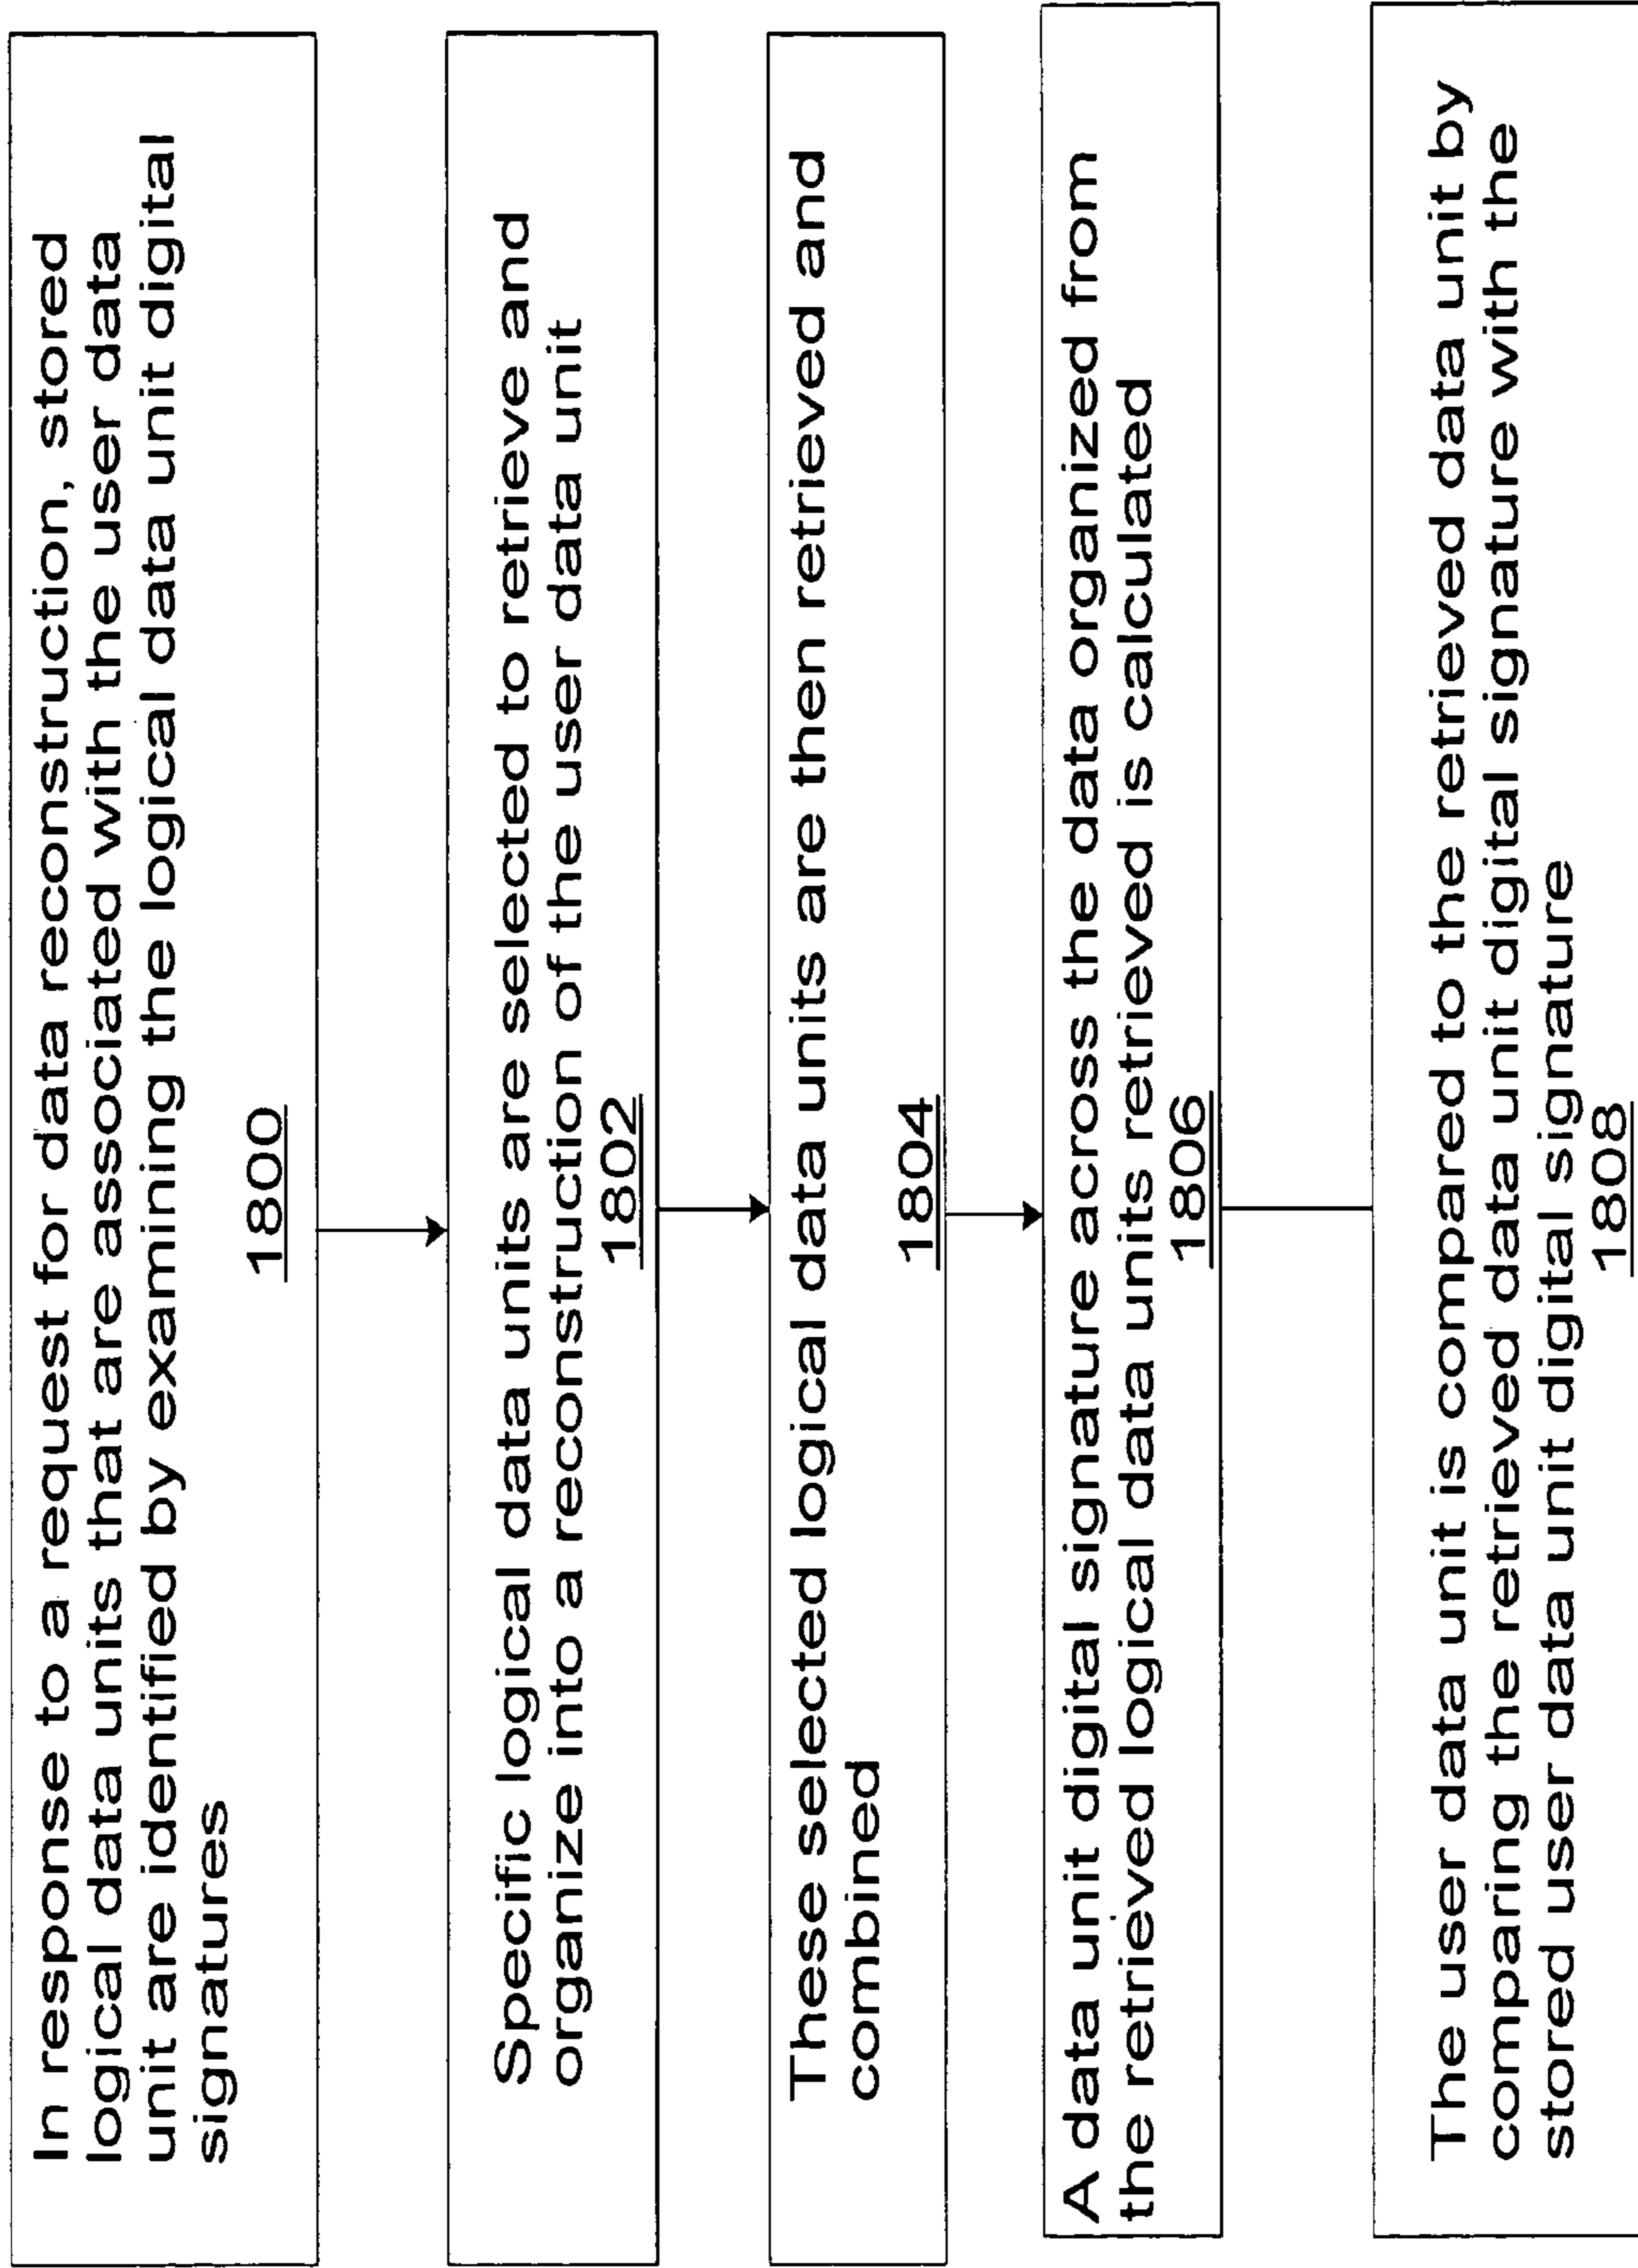 In response to a request for data reconstruction, stored
logical data units that are associated with the user data
unit are identified by examining the logical data unit digital
signatures
1800
Specific logical data units are selected to retrieve and
organize into a reconstruction of the user data unit
1802
These selected logical data units are then retrieved and
combined
1804
A data unit digital signature across the data organized from
the retrieved logical data units retrieved is calculated
1806
The user data unit is compared to the retrieved data unit by
comparing the retrieved data unit digital signature with the
stored user data unit digital signature
1808